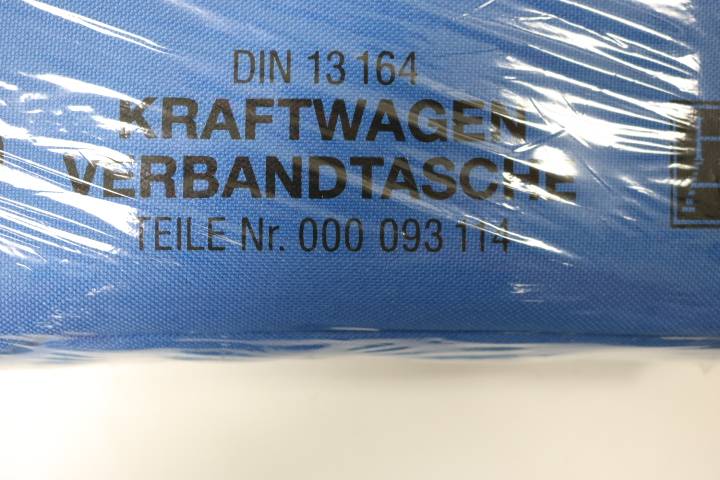 DIN 13 164
KRAFTWAGEN
VERBANDTASCHE
TEILE Nr. 000 093 114